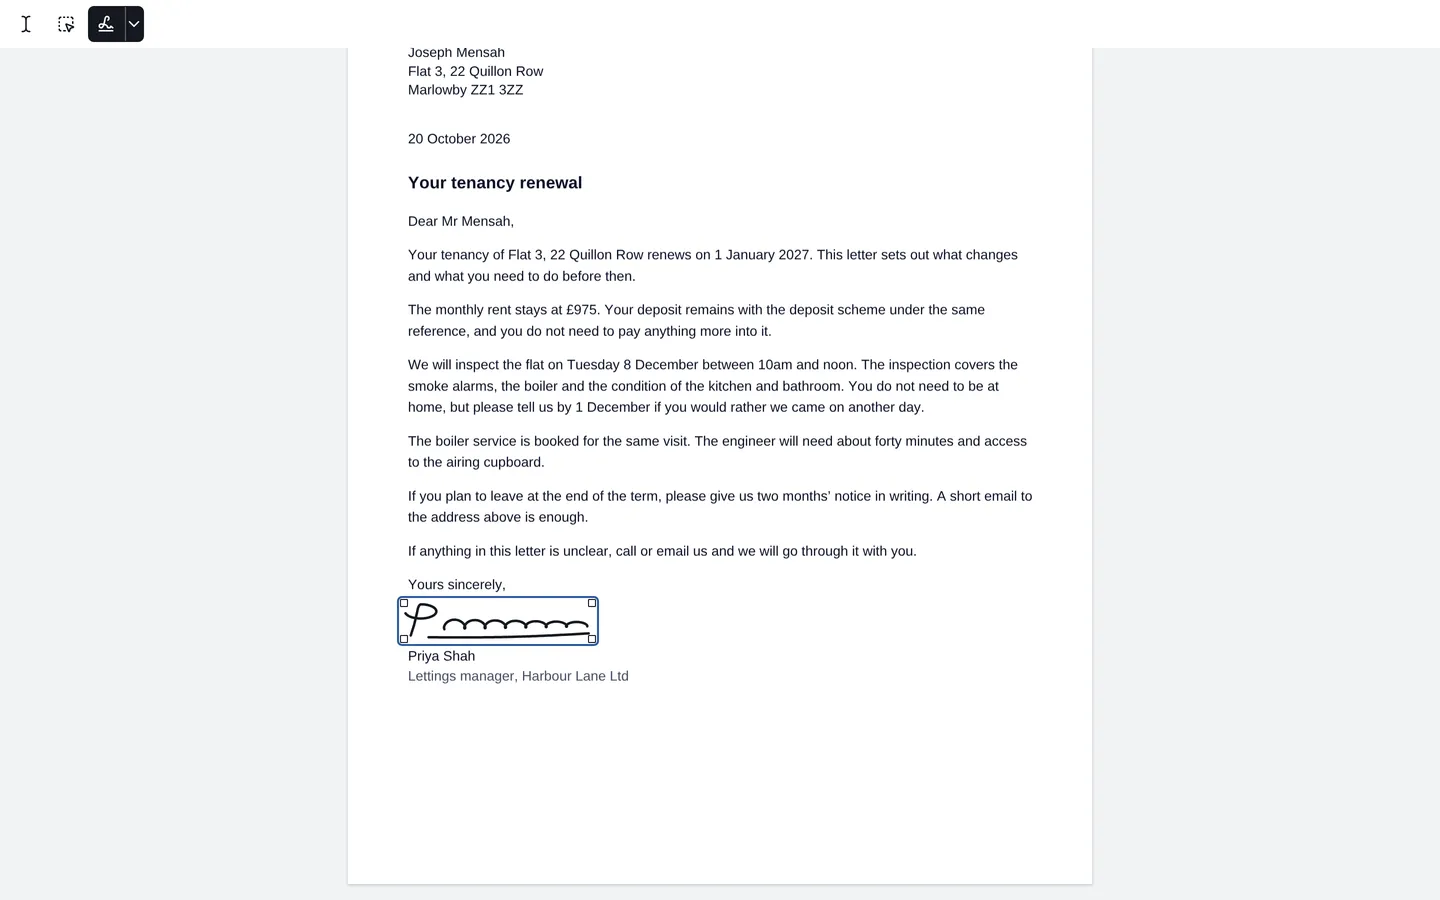 Joseph Mensah
Flat 3, 22 Quillon Row
Marlowby ZZ1 3ZZ
20 October 2026
Your tenancy renewal
Dear Mr Mensah,
Your tenancy of Flat 3, 22 Quillon Row renews on 1 January 2027. This letter sets out what changes
and what you need to do before then.
The monthly rent stays at £975. Your deposit remains with the deposit scheme under the same
reference, and you do not need to pay anything more into it.
We will inspect the flat on Tuesday 8 December between 10am and noon. The inspection covers the
smoke alarms, the boiler and the condition of the kitchen and bathroom. You do not need to be at
home, but please tell us by 1 December if you would rather we came on another day.
The boiler service is booked for the same visit. The engineer will need about forty minutes and access
to the airing cupboard.
If you plan to leave at the end of the term, please give us two months’ notice in writing. A short email to
the address above is enough.
If anything in this letter is unclear, call or email us and we will go through it with you.
Yours sincerely,
Priya Shah
Lettings manager, Harbour Lane Ltd